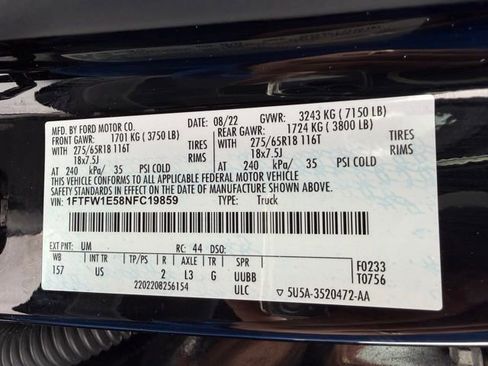 MFD. BY FORD MOTOR CO. 08/22 GVWR: 3243 KG ( 7150 LB)
FRONT GAWR: 1701 KG ( 3750 LB) REAR GAWR: 1724 KG ( 3800 LB)
WITH 275/65R18 116T TIRES WITH 275/65R18 116T TIRES
18x7.5J RIMS 18x7.5J RIMS
AT 240 kPa/ 35 PSI COLD AT 240 kPa/ 35 PSI COLD
THIS VEHICLE CONFORMS TO ALL APPLICABLE FEDERAL MOTOR VEHICLE
SAFETY STANDARDS IN EFFECT ON THE DATE OF MANUFACTURE SHOWN ABOVE.
VIN: 1FTFW1E58NFC19859 TYPE: Truck
EXT PNT: UM RC: 44 DSO:
WB INT TR TP/PS R AXLE TR SPR F0233
157 US 2 L3 G UUBB T0756
2202208256154 ULC 5U5A-3520472-AA